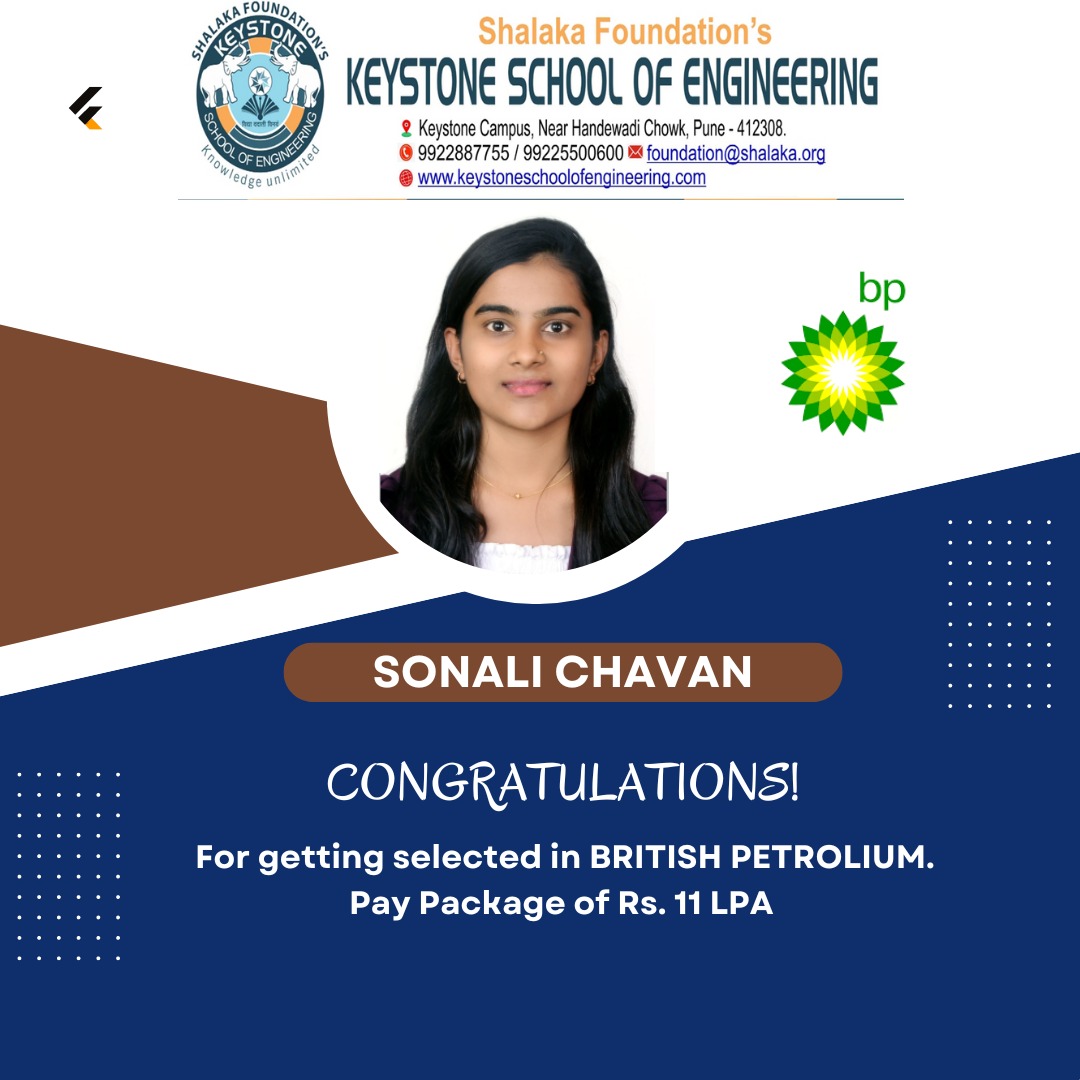 SHALAKA FOUNDATION'S
KEYSTONE
SCHOOL OF ENGINEERING
Knowledge unlimited
Shalaka Foundation's
KEYSTONE SCHOOL OF ENGINEERING
Keystone Campus, Near Handewadi Chowk, Pune - 412308.
9922887755 / 99225500600 foundation@shalaka.org
www.keystoneschoolofengineering.com
bp
SONALI CHAVAN
CONGRATULATIONS!
For getting selected in BRITISH PETROLIUM.
Pay Package of Rs. 11 LPA